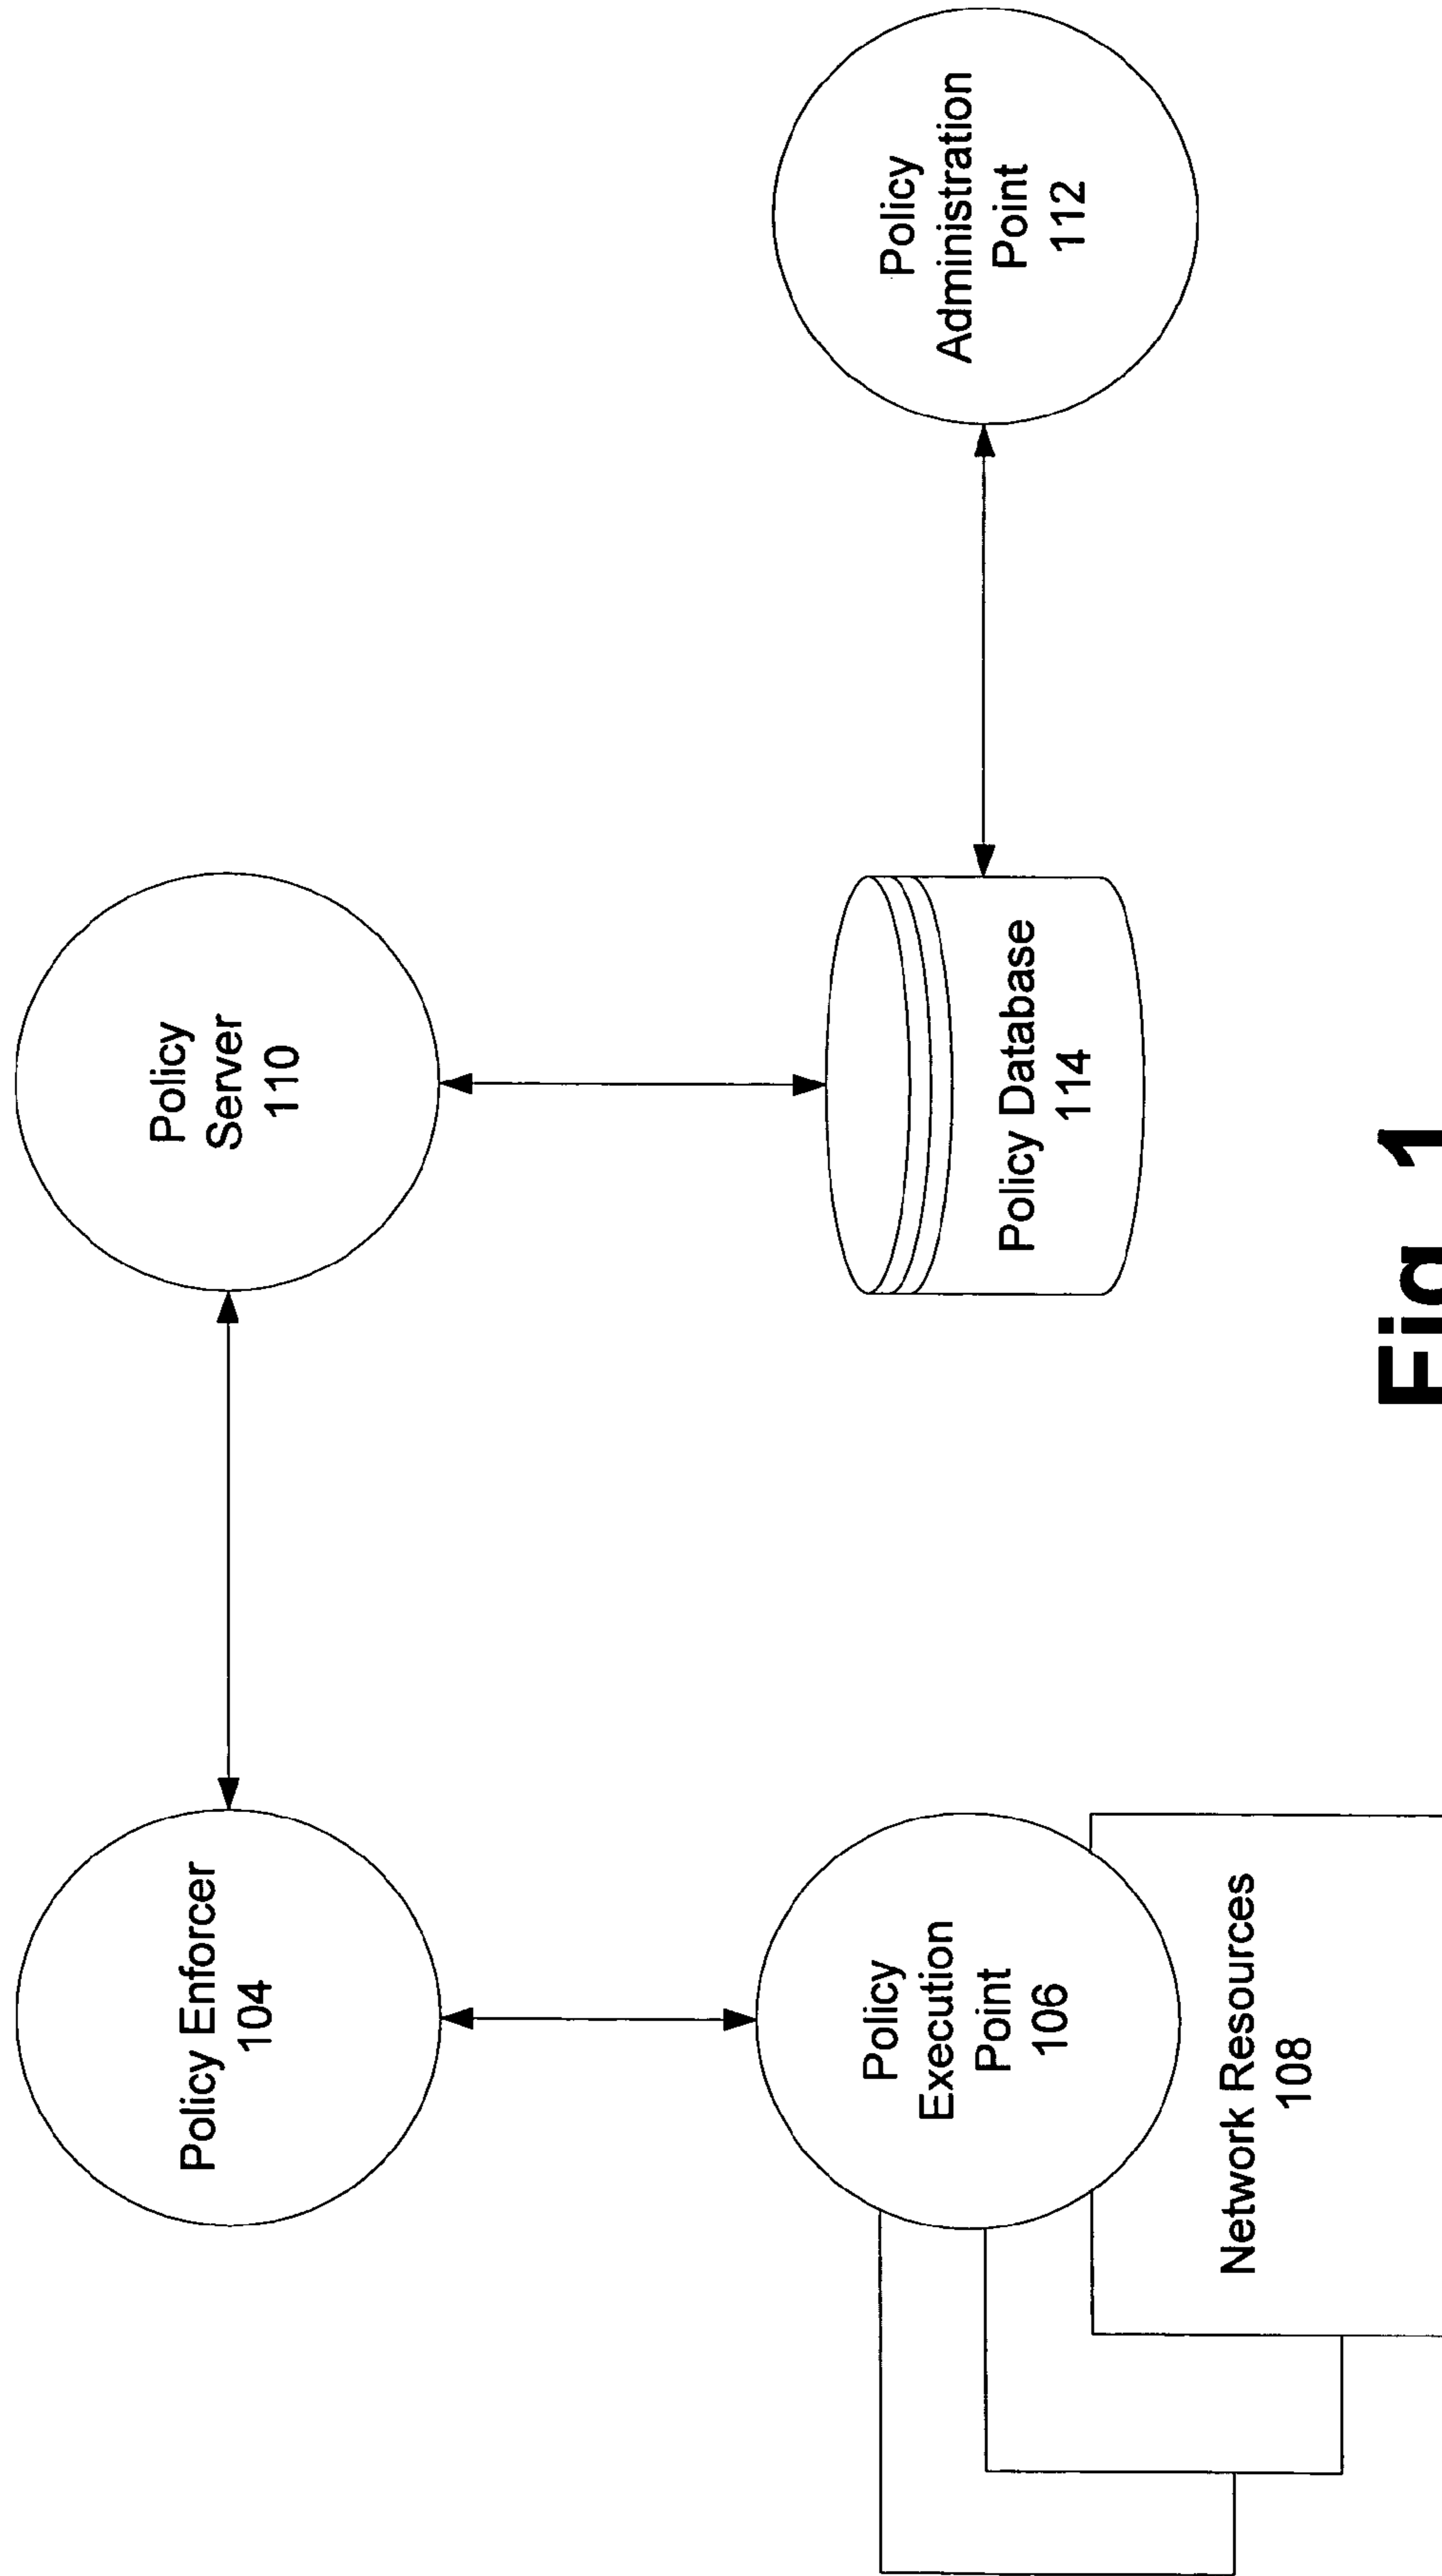 Policy Enforcer
104
Policy
Server
110
Policy
Execution
Point
106
Policy Database
114
Policy
Administration
Point
112
Network Resources
108
Fig. 1